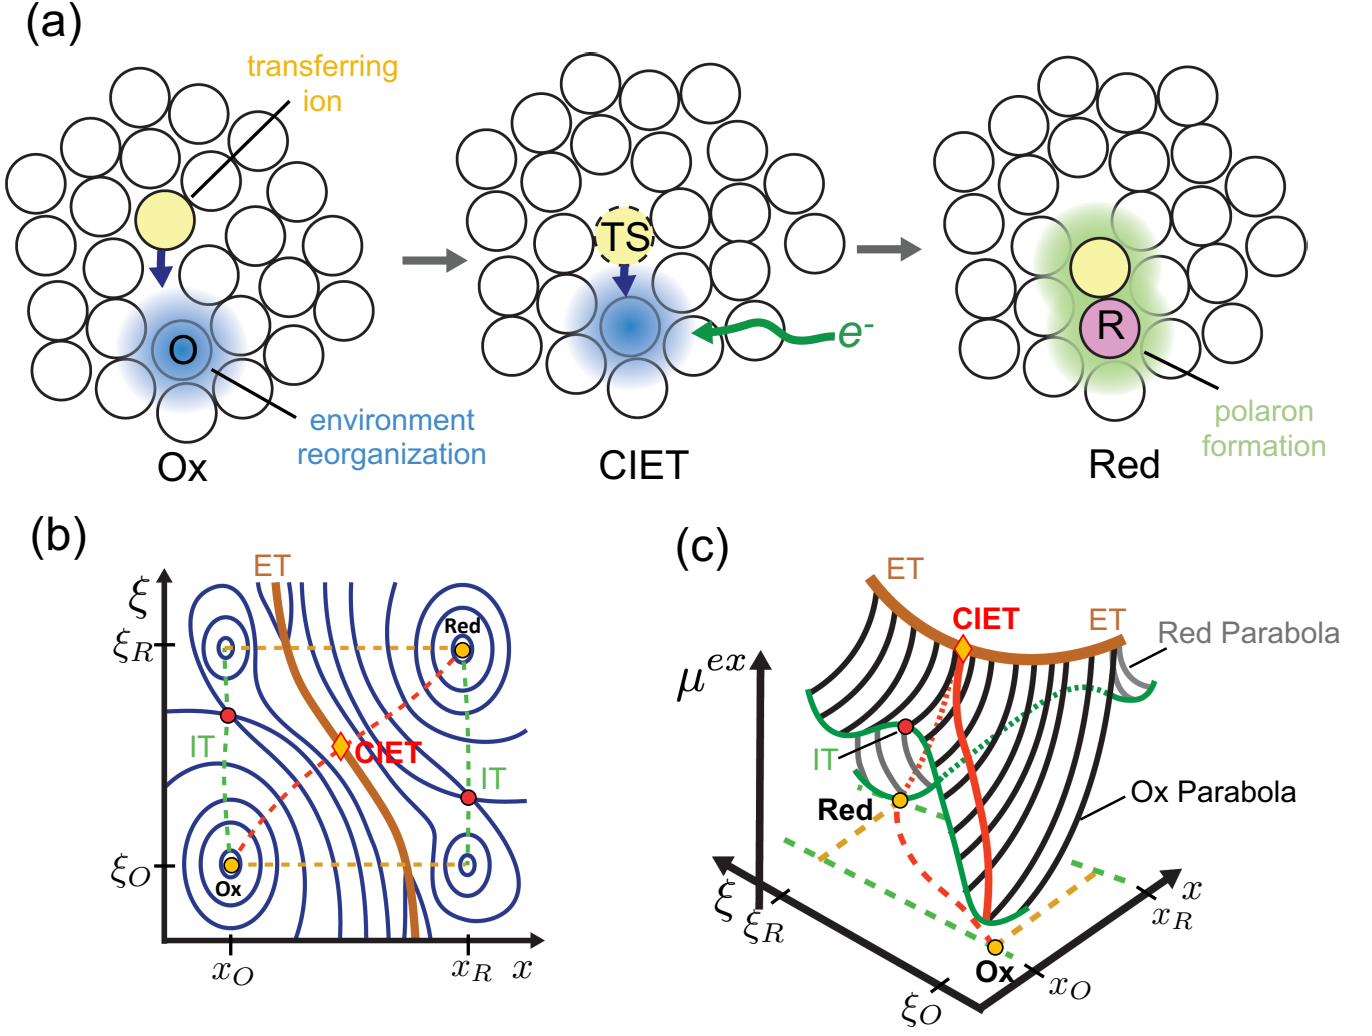 (a)
transferring
ion
TS
O
e-
R
environment
reorganization
polaron
formation
Ox
CIET
Red
(b)
ET
ξ
ξR
Red
IT
CIET
IT
ξO
Ox
xO
xR
x
(c)
ET
CIET
ET
Red Parabola
μex
IT
Red
Ox Parabola
ξ
ξR
x
xR
Ox
xO
ξO